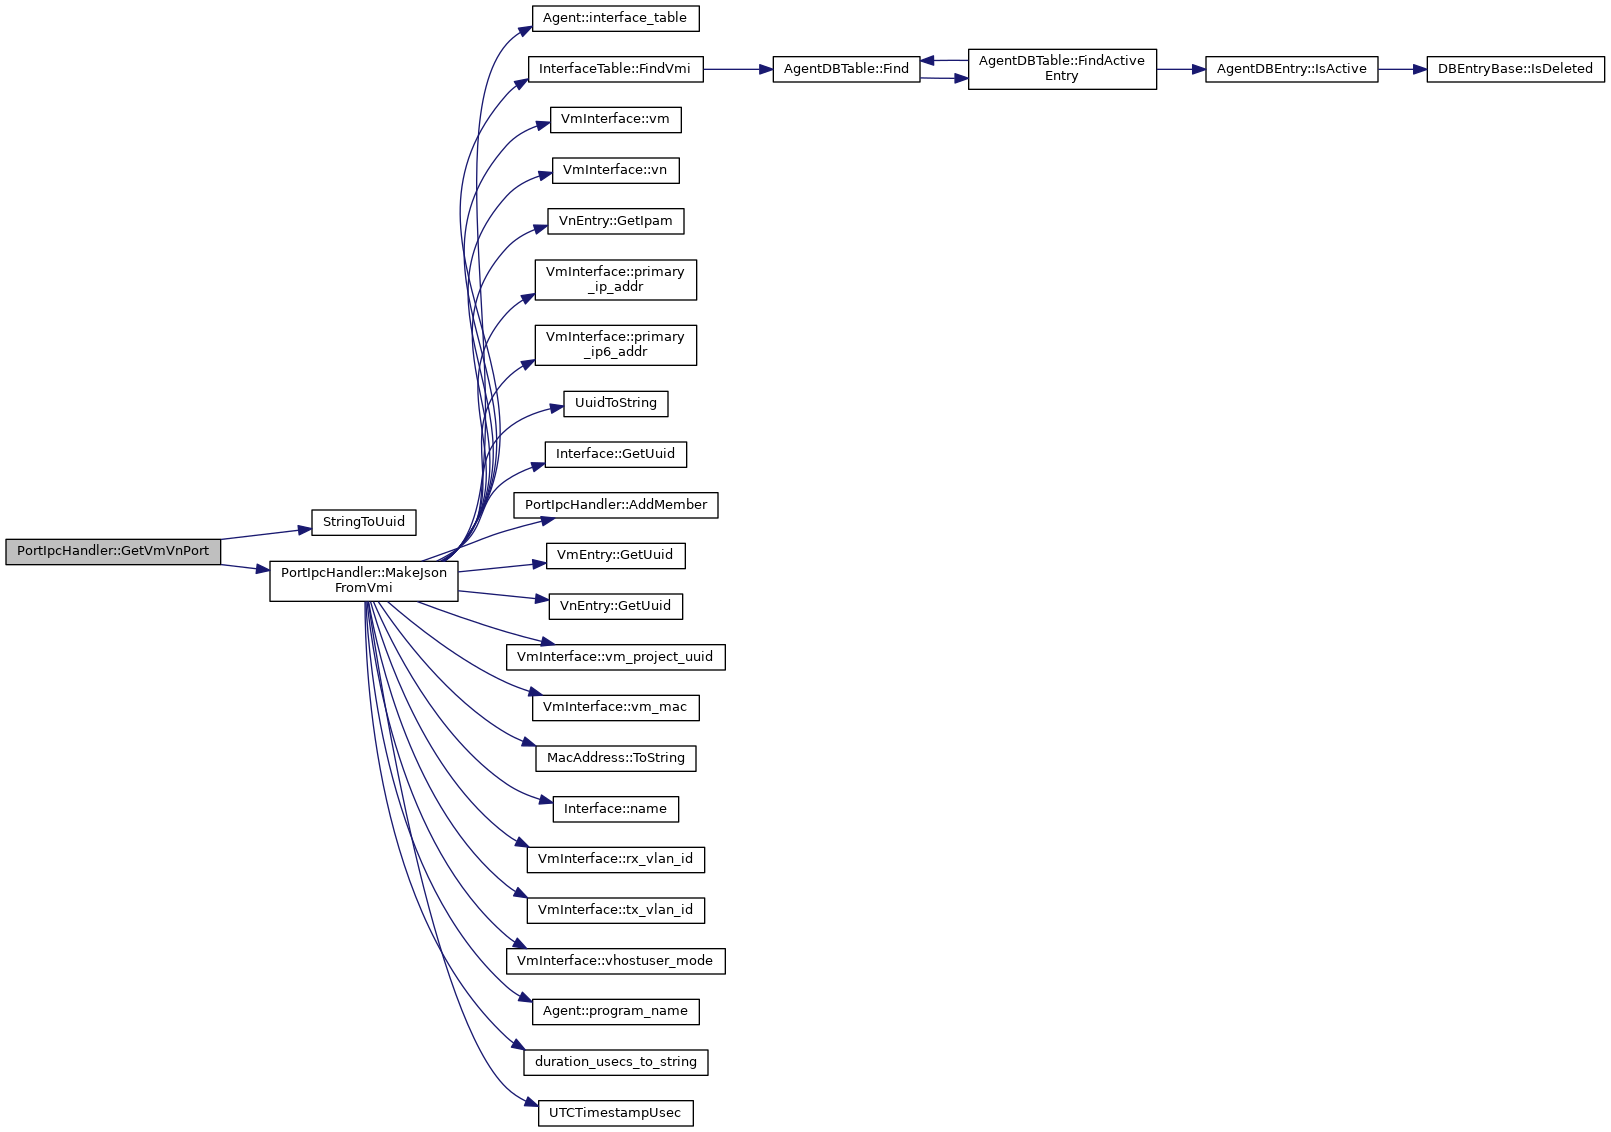 Agent::interface_table
InterfaceTable::FindVmi
AgentDBTable::Find
AgentDBTable::FindActive
Entry
AgentDBEntry::IsActive
DBEntryBase::IsDeleted
VmInterface::vm
VmInterface::vn
VnEntry::GetIpam
VmInterface::primary
_ip_addr
VmInterface::primary
_ip6_addr
UuidToString
Interface::GetUuid
PortIpcHandler::AddMember
StringToUuid
PortIpcHandler::GetVmVnPort
PortIpcHandler::MakeJson
FromVmi
VmEntry::GetUuid
VnEntry::GetUuid
VmInterface::vm_project_uuid
VmInterface::vm_mac
MacAddress::ToString
Interface::name
VmInterface::rx_vlan_id
VmInterface::tx_vlan_id
VmInterface::vhostuser_mode
Agent::program_name
duration_usecs_to_string
UTCTimestampUsec